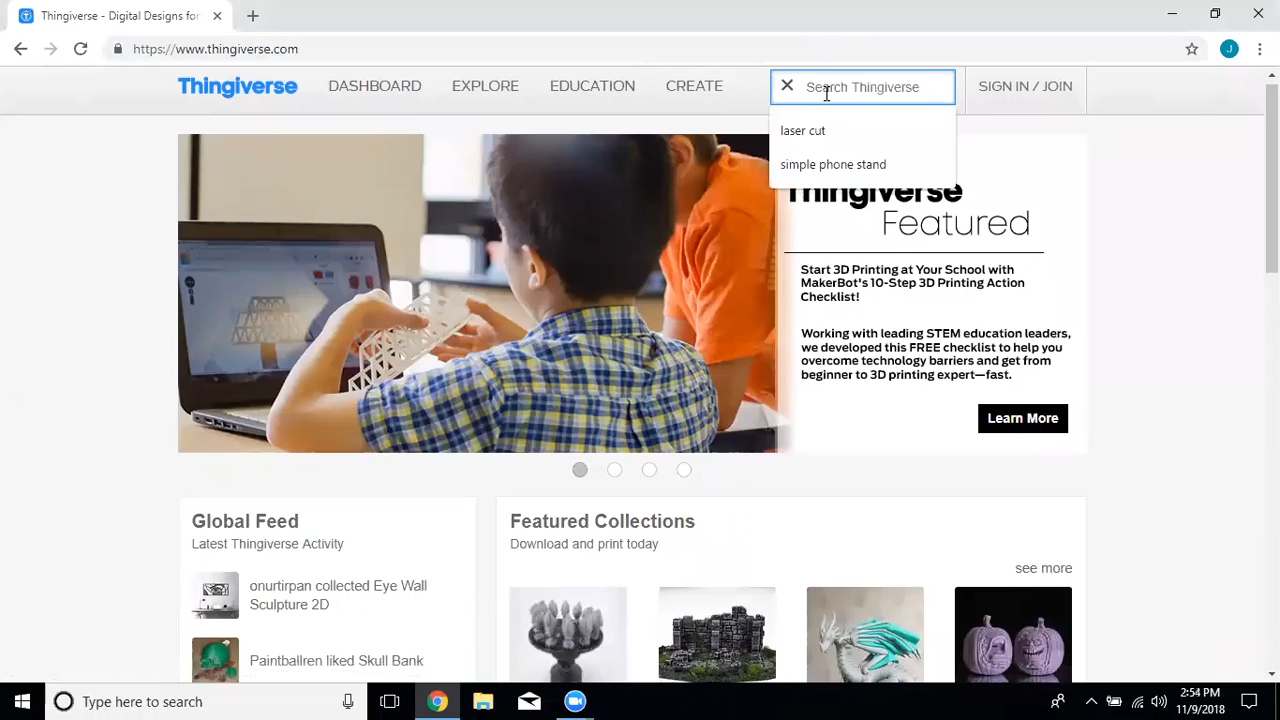 Thingiverse - Digital Designs for
https://www.thingiverse.com
J
Thingiverse
DASHBOARD
EXPLORE
EDUCATION
CREATE
Search Thingiverse
SIGN IN / JOIN
laser cut
simple phone stand
Thingiverse
Featured
Start 3D Printing at Your School with
MakerBot's 10-Step 3D Printing Action
Checklist!
Working with leading STEM education leaders,
we developed this FREE checklist to help you
overcome technology barriers and get from
beginner to 3D printing expert—fast.
Learn More
Global Feed
Latest Thingiverse Activity
onurtirpan collected Eye Wall
Sculpture 2D
Paintballren liked Skull Bank
Featured Collections
Download and print today
see more
Type here to search
2:54 PM
11/9/2018